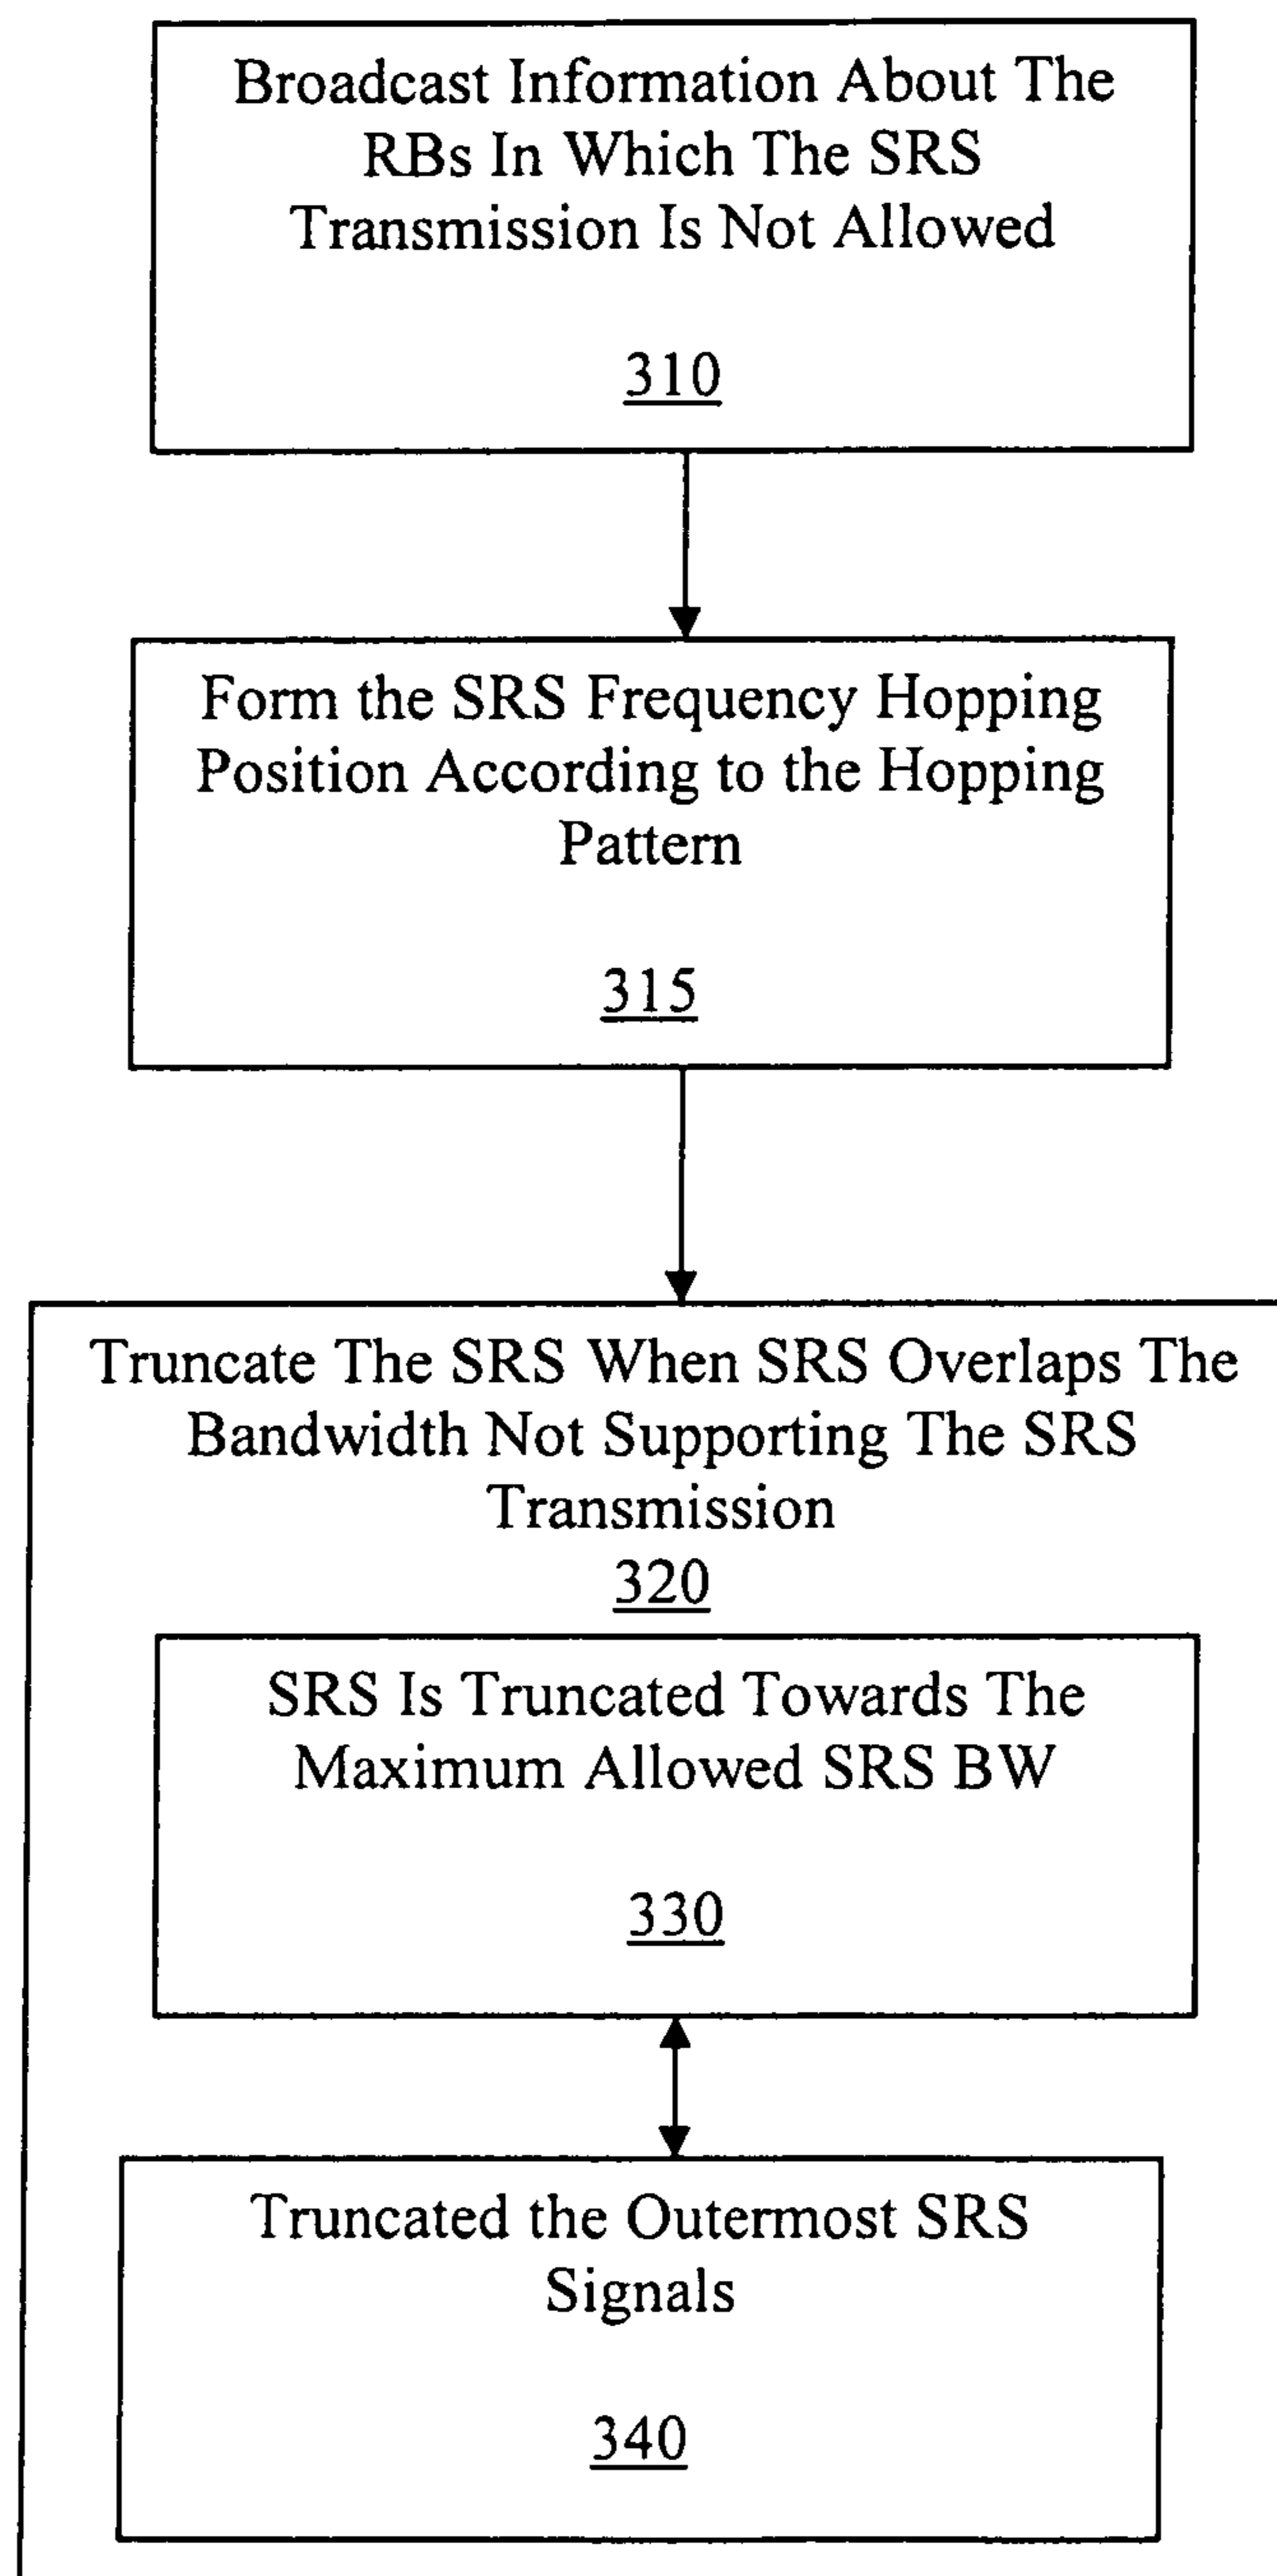 Broadcast Information About The
RBs In Which The SRS
Transmission Is Not Allowed
310
Form the SRS Frequency Hopping
Position According to the Hopping
Pattern
315
Truncate The SRS When SRS Overlaps The
Bandwidth Not Supporting The SRS
Transmission
320
SRS Is Truncated Towards The
Maximum Allowed SRS BW
330
Truncated the Outermost SRS
Signals
340